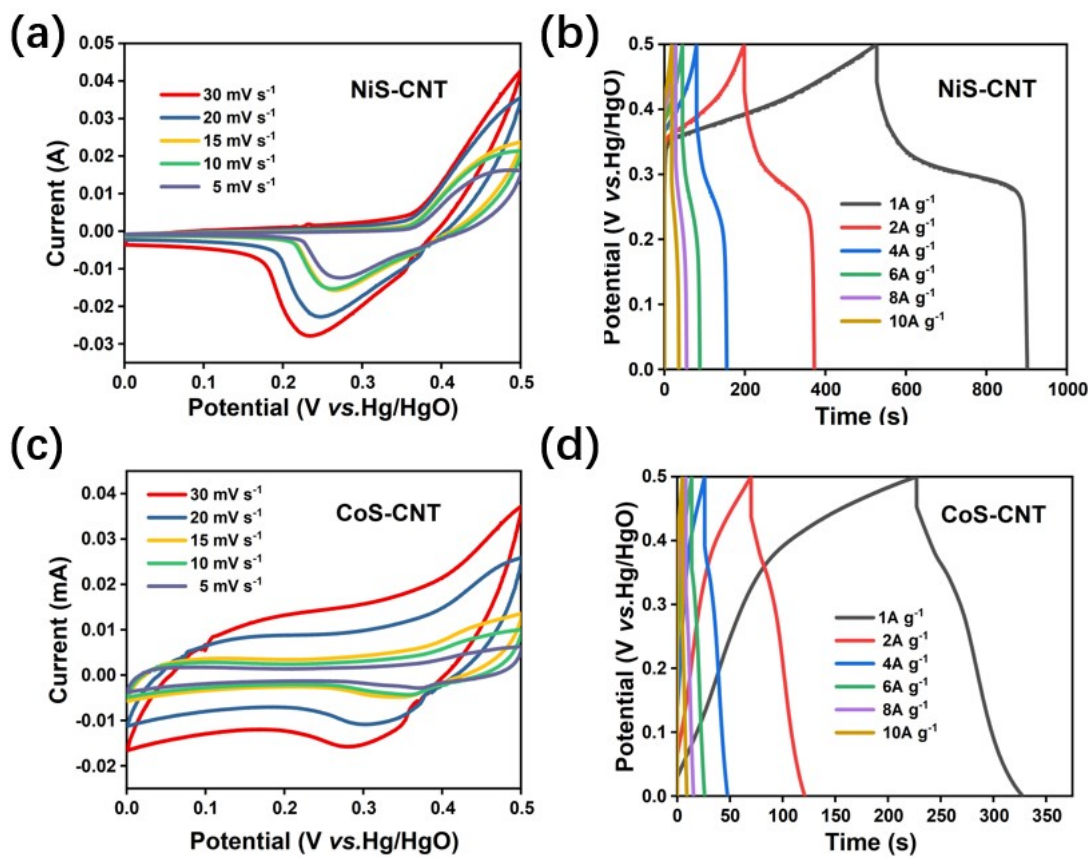 (a)
0.05
0.04
0.03
0.02
0.01
0.00
-0.01
-0.02
-0.03
Current (A)
30 mV s⁻¹
20 mV s⁻¹
15 mV s⁻¹
10 mV s⁻¹
5 mV s⁻¹
NiS-CNT
0.0 0.1 0.2 0.3 0.4 0.5
Potential (V vs.Hg/HgO)
(b)
0.5
0.4
0.3
0.2
0.1
0.0
Potential (V vs.Hg/HgO)
NiS-CNT
1A g⁻¹
2A g⁻¹
4A g⁻¹
6A g⁻¹
8A g⁻¹
10A g⁻¹
0 200 400 600 800 1000
Time (s)
(c)
0.04
0.03
0.02
0.01
0.00
-0.01
-0.02
Current (mA)
30 mV s⁻¹
20 mV s⁻¹
15 mV s⁻¹
10 mV s⁻¹
5 mV s⁻¹
CoS-CNT
0.0 0.1 0.2 0.3 0.4 0.5
Potential (V vs.Hg/HgO)
(d)
0.5
0.4
0.3
0.2
0.1
0.0
Potential (V vs.Hg/HgO)
CoS-CNT
1A g⁻¹
2A g⁻¹
4A g⁻¹
6A g⁻¹
8A g⁻¹
10A g⁻¹
0 50 100 150 200 250 300 350
Time (s)